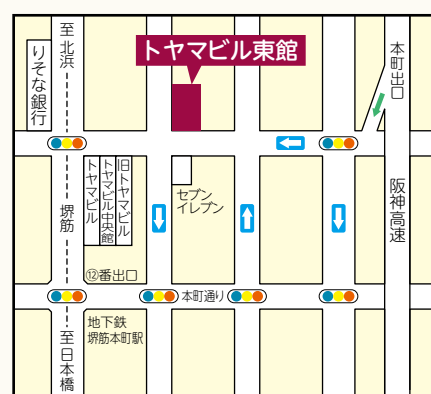 至北浜
りそな銀行
トヤマビル東館
本町出口
トヤマビル
トヤマビル中央館
旧トヤマビル
セブン
イレブン
堺筋
阪神高速
⑫番出口
本町通り
地下鉄
堺筋本町駅
至日本橋